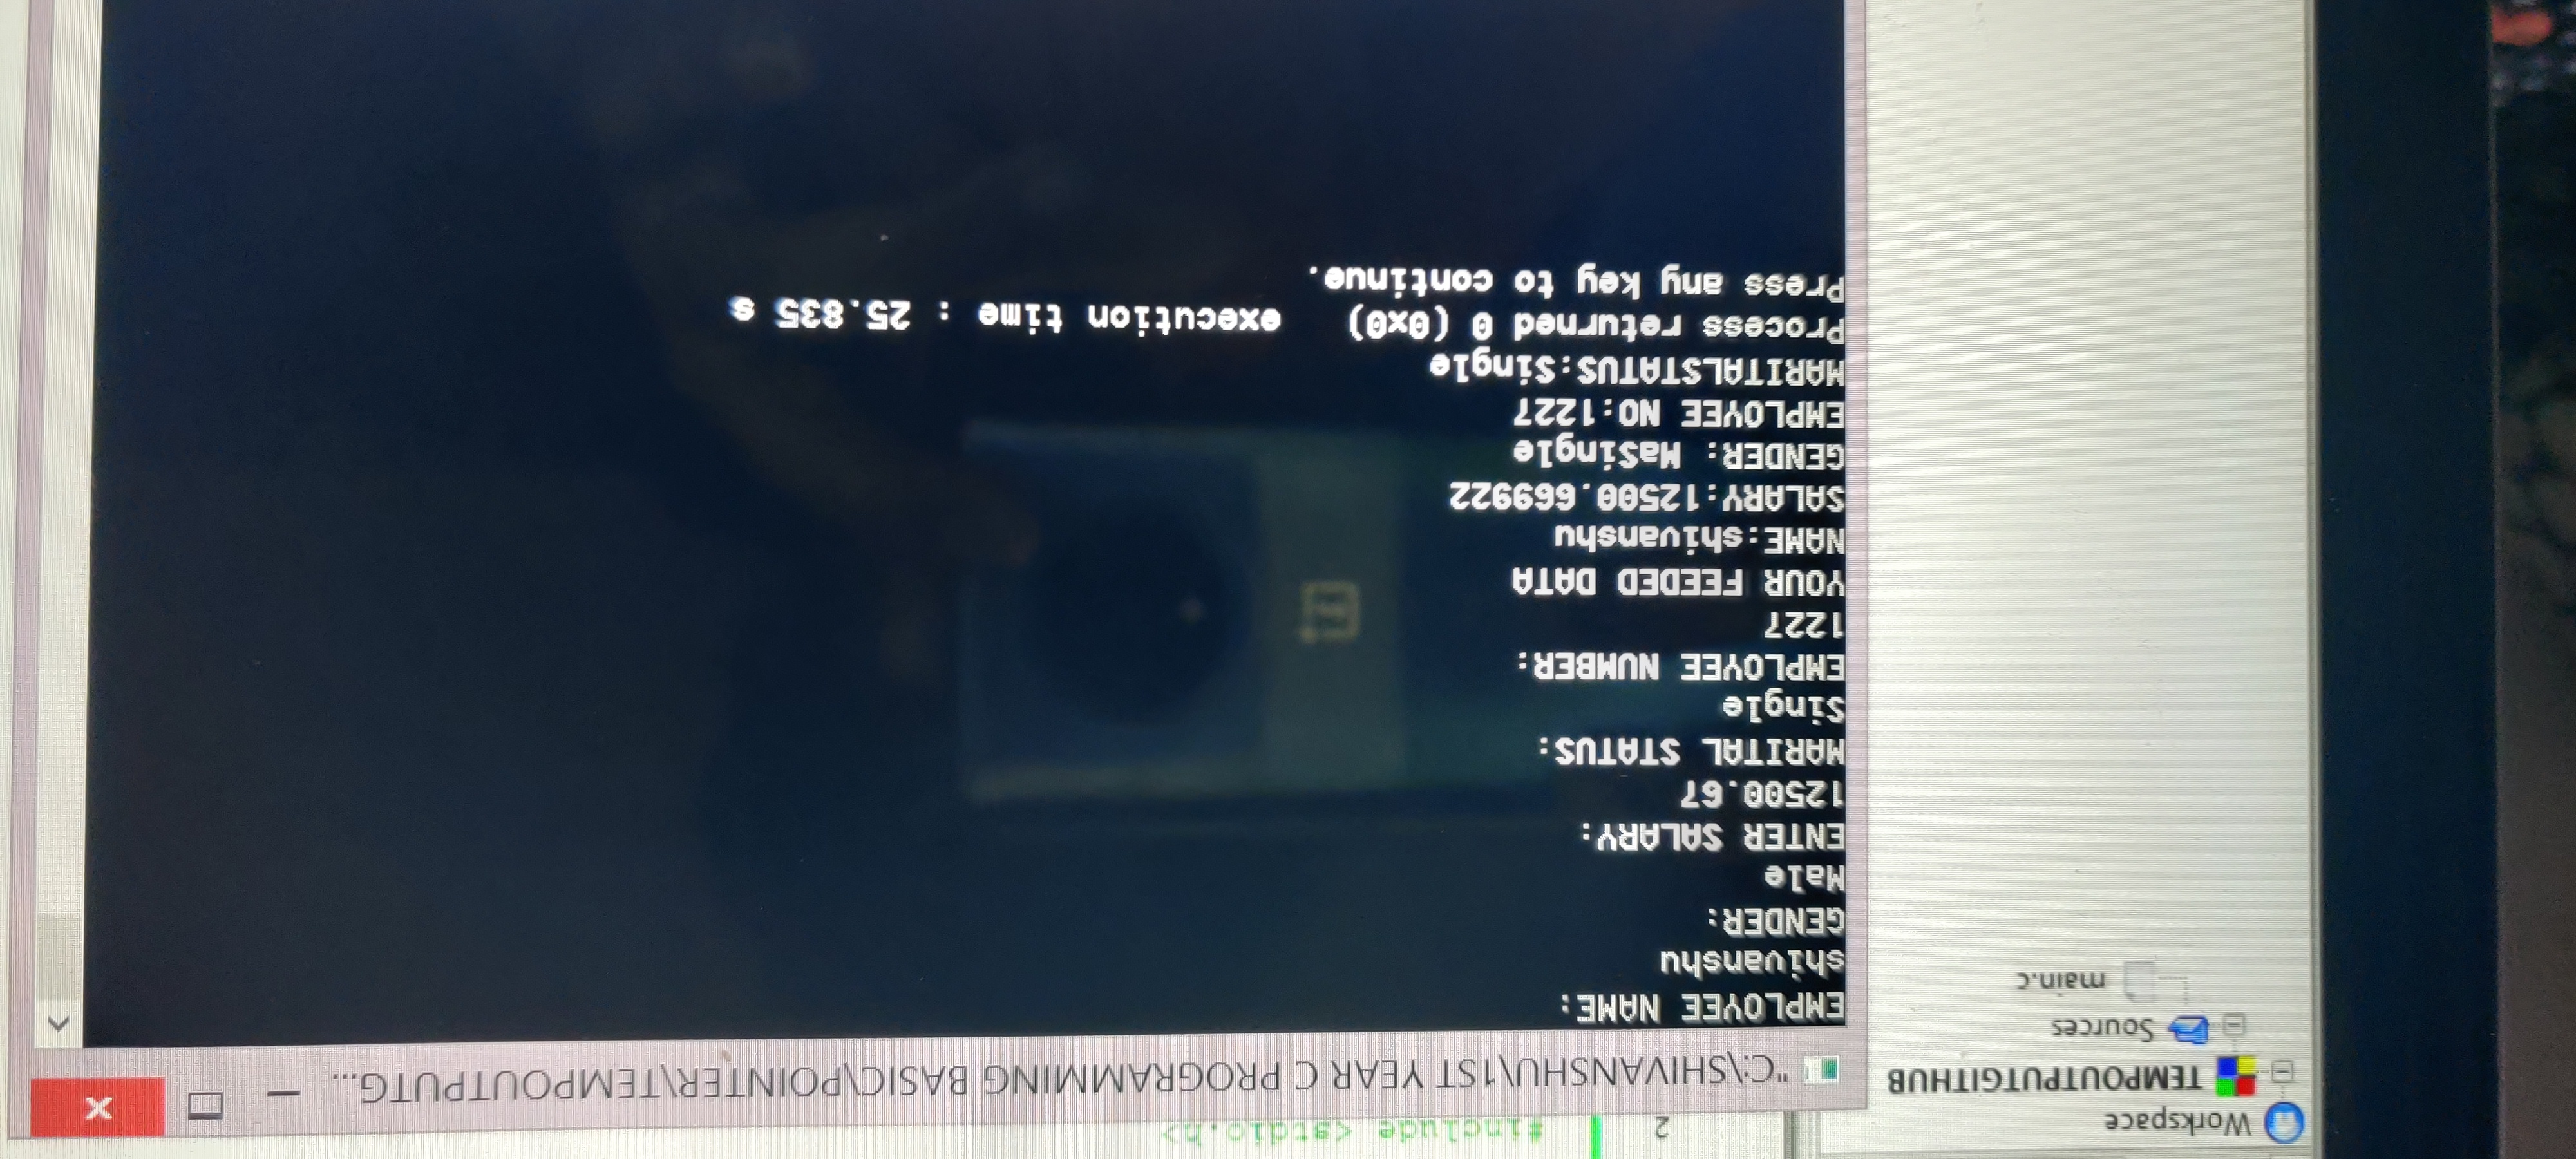 Workspace
TEMPOUTPUTGITHUB
Sources
main.c
2 #include <stdio.h>
"C:\SHIVANSHU\1ST YEAR C PROGRAMMING BASIC\POINTER\TEMPOUTPUTG...
EMPLOYEE NAME:
shivanshu
GENDER:
Male
ENTER SALARY:
12500.67
MARITAL STATUS:
Single
EMPLOYEE NUMBER:
1227
YOUR FEEDED DATA
NAME:shivanshu
SALARY:12500.669922
GENDER: MaSingle
EMPLOYEE NO:1227
MARITALSTATUS:Single
Process returned 0 (0x0)   execution time : 25.835 s
Press any key to continue.